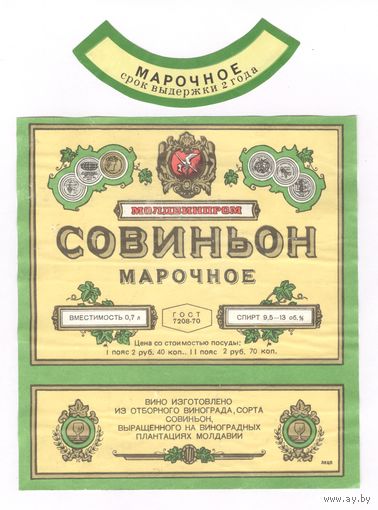 МАРОЧНОЕ
срок выдержки 2 года
МОЛДВИНПРОМ
СОВИНЬОН
МАРОЧНОЕ
ВМЕСТИМОСТЬ 0,7 л
ГОСТ
7208-70
СПИРТ 9,5–13 об.%
Цена со стоимостью посуды:
I пояс 2 руб. 40 коп.. II пояс 2 руб. 70 коп.
ВИНО ИЗГОТОВЛЕНО
ИЗ ОТБОРНОГО ВИНОГРАДА, СОРТА
СОВИНЬОН,
ВЫРАЩЕННОГО НА ВИНОГРАДНЫХ
ПЛАНТАЦИЯХ МОЛДАВИИ
https://www.ay.by